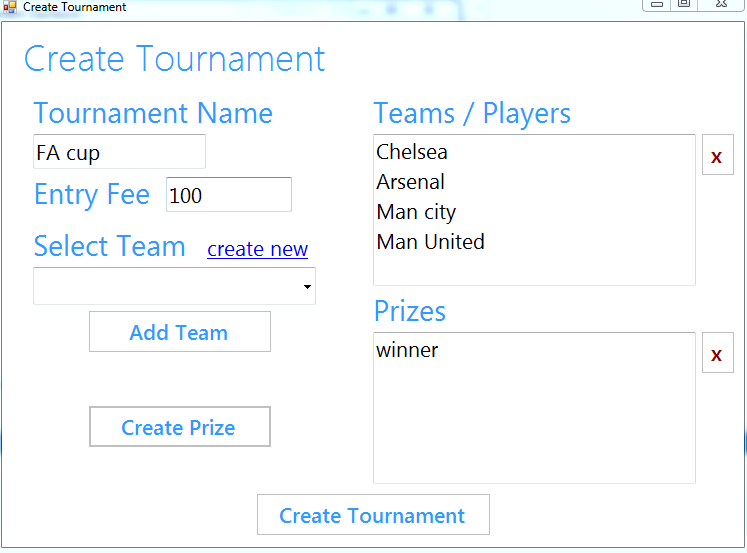 Create Tournament
Create Tournament
Tournament Name
FA cup
Entry Fee 100
Select Team create new
Add Team
Create Prize
Teams / Players
x
Chelsea
Arsenal
Man city
Man United
Prizes
x
winner
Create Tournament